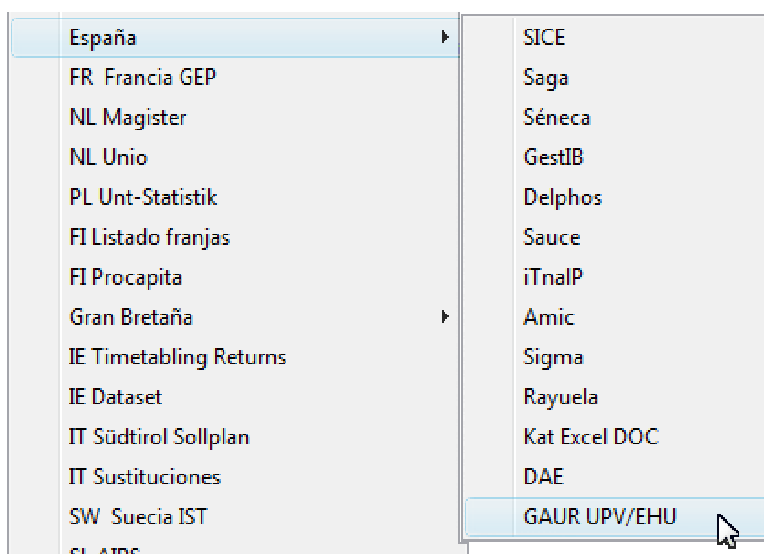 España
FR Francia GEP
NL Magister
NL Unio
PL Unt-Statistik
FI Listado franjas
FI Procapita
Gran Bretaña
IE Timetabling Returns
IE Dataset
IT Südtirol Sollplan
IT Sustituciones
SW Suecia IST
SICE
Saga
Séneca
GestIB
Delphos
Sauce
iTnalP
Amic
Sigma
Rayuela
Kat Excel DOC
DAE
GAUR UPV/EHU